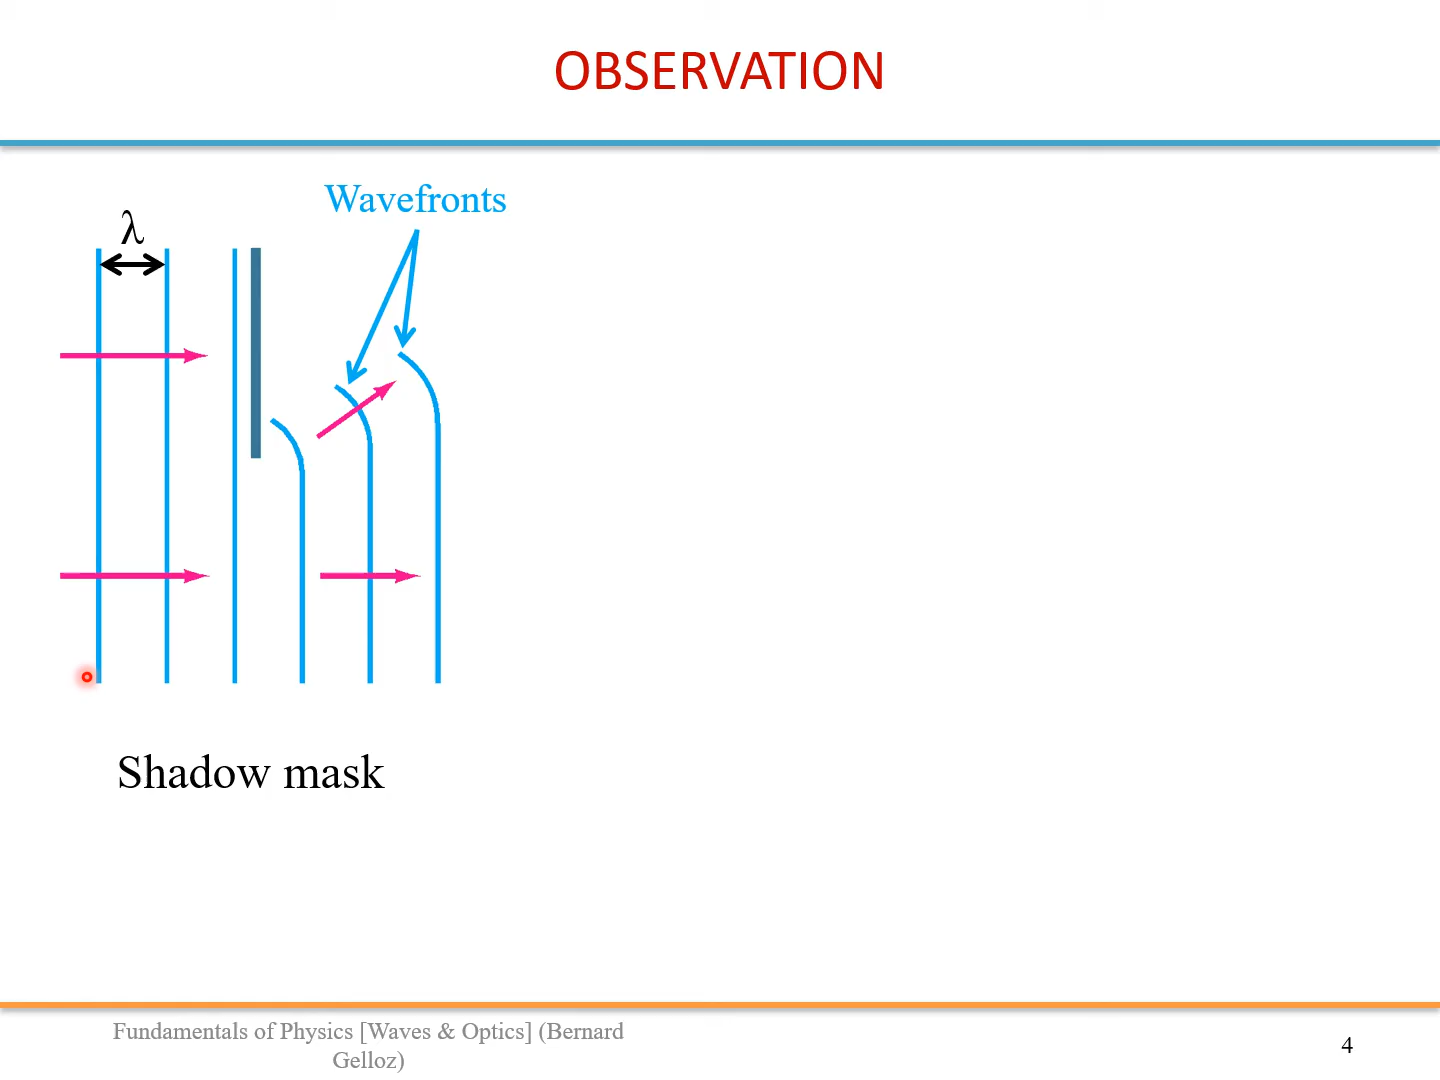 OBSERVATION
Wavefronts
λ
Shadow mask
Fundamentals of Physics [Waves & Optics] (Bernard
Gelloz)
4